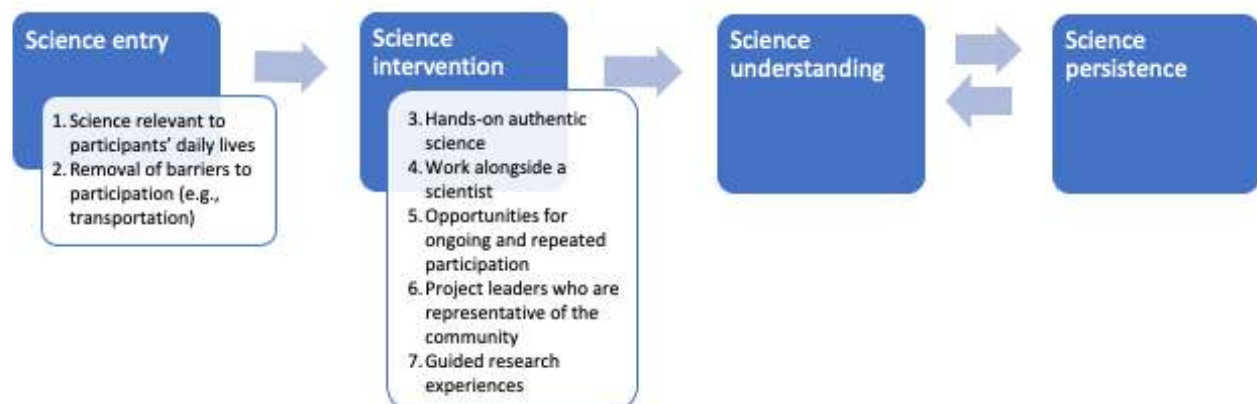 Science entry
1. Science relevant to
participants' daily lives
2. Removal of barriers to
participation (e.g.,
transportation)
Science
intervention
3. Hands-on authentic
science
4. Work alongside a
scientist
5. Opportunities for
ongoing and repeated
participation
6. Project leaders who are
representative of the
community
7. Guided research
experiences
Science
understanding
Science
persistence